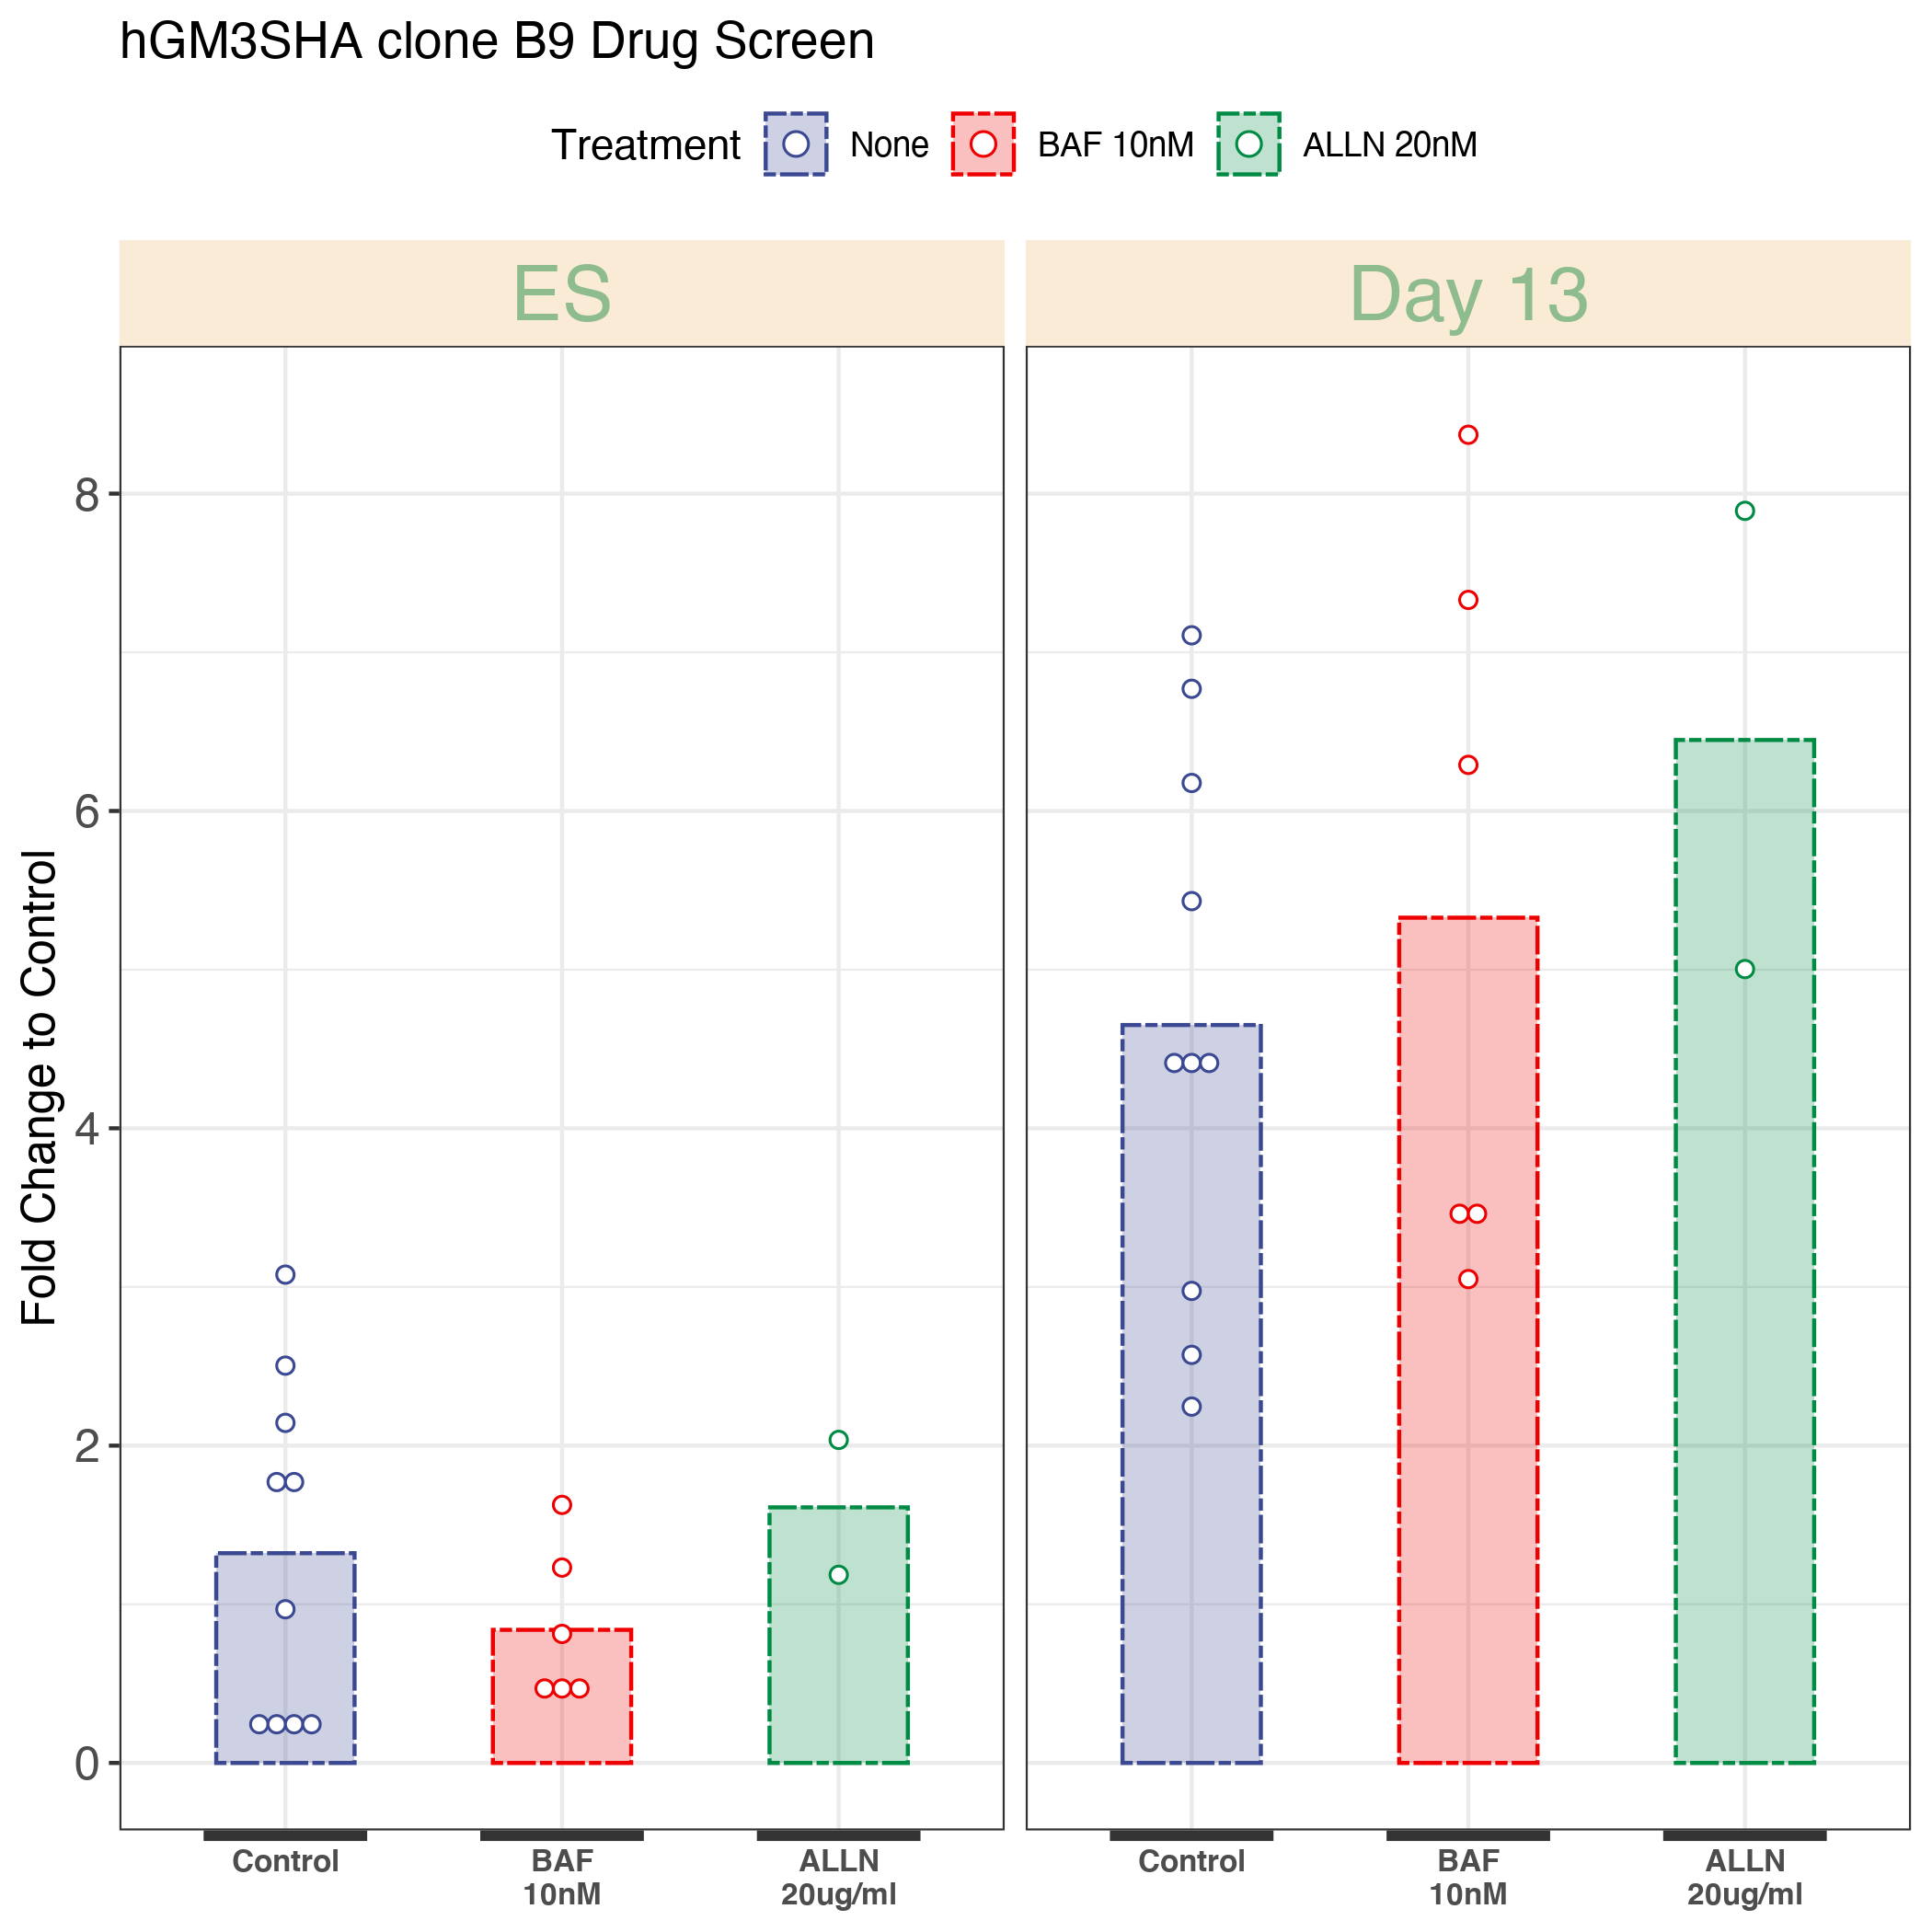 hGM3SHA clone B9 Drug Screen
Treatment None BAF 10nM ALLN 20nM
ES Day 13
Fold Change to Control
8
6
4
2
0
Control BAF ALLN Control BAF ALLN
10nM 20ug/ml 10nM 20ug/ml